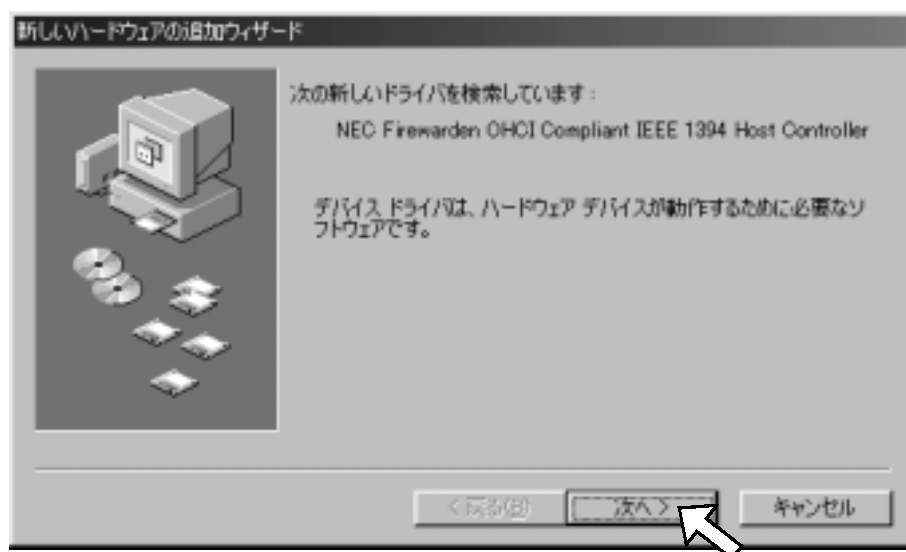 新しいハードウェアの追加ウィザード
次の新しいドライバを検索しています:
NEC Firewarden OHCI Compliant IEEE 1394 Host Controller
デバイス ドライバは、ハードウェア デバイスが動作するために必要なソ
フトウェアです。
< 戻る(B)
次へ >
キャンセル